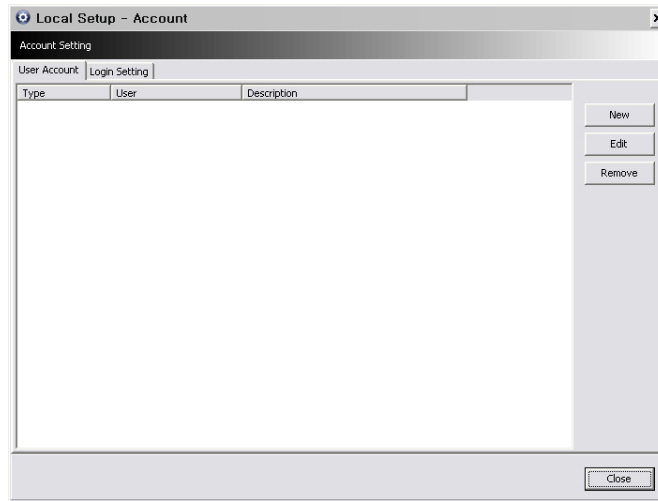 Local Setup - Account
Account Setting
User Account Login Setting
Type User Description
New
Edit
Remove
Close